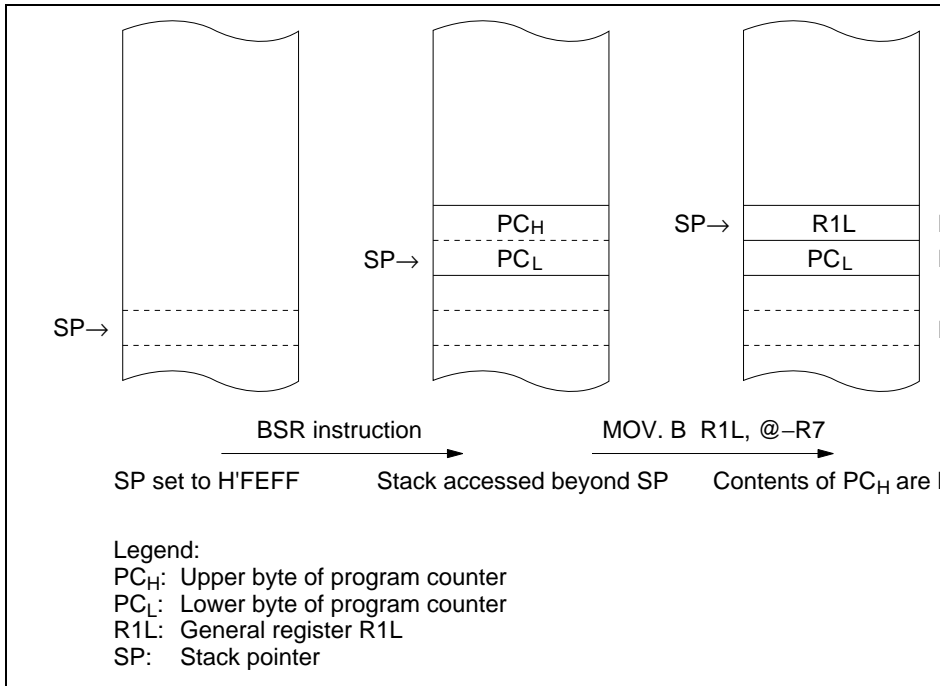 PCH
SP→ R1L
SP→ PCL PCL
SP→
BSR instruction MOV. B R1L, @−R7
SP set to H'FEFF Stack accessed beyond SP Contents of PCH are
Legend:
PCH: Upper byte of program counter
PCL: Lower byte of program counter
R1L: General register R1L
SP: Stack pointer